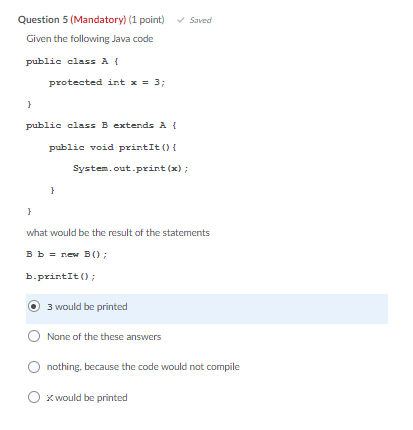 Question 5 (Mandatory) (1 point) ✓ Saved
Given the following Java code
public class A {
protected int x = 3;
}
public class B extends A {
public void printIt(){
System.out.print(x);
}
}
what would be the result of the statements
B b = new B();
b.printIt();
3 would be printed
None of the these answers
nothing, because the code would not compile
X would be printed